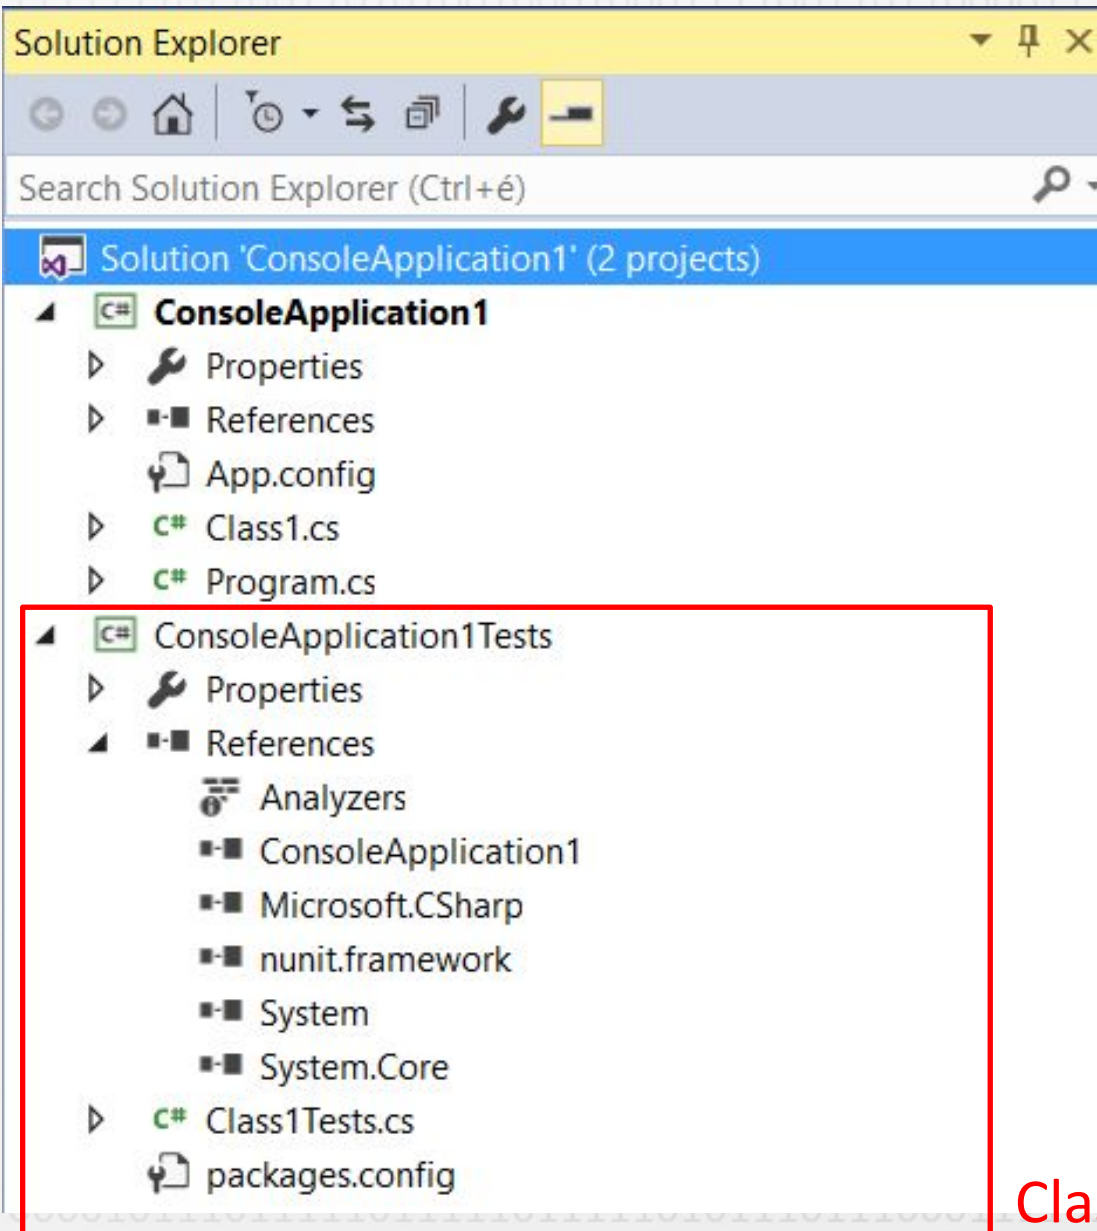 Solution Explorer
Search Solution Explorer (Ctrl+é)
Solution 'ConsoleApplication1' (2 projects)
C# ConsoleApplication1
Properties
References
App.config
C# Class1.cs
C# Program.cs
C# ConsoleApplication1Tests
Properties
References
Analyzers
ConsoleApplication1
Microsoft.CSharp
nunit.framework
System
System.Core
C# Class1Tests.cs
packages.config
Cla